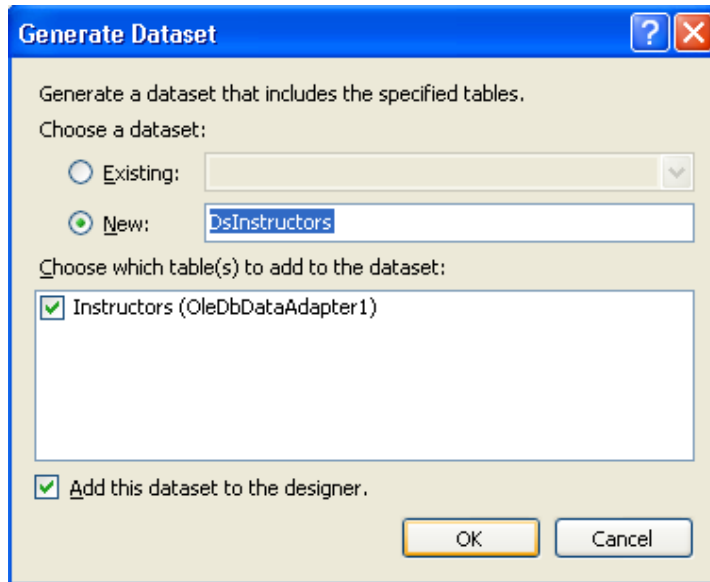 Generate Dataset
Generate a dataset that includes the specified tables.
Choose a dataset:
Existing:
New: DsInstructors
Choose which table(s) to add to the dataset:
Instructors (OleDbDataAdapter1)
Add this dataset to the designer.
OK Cancel